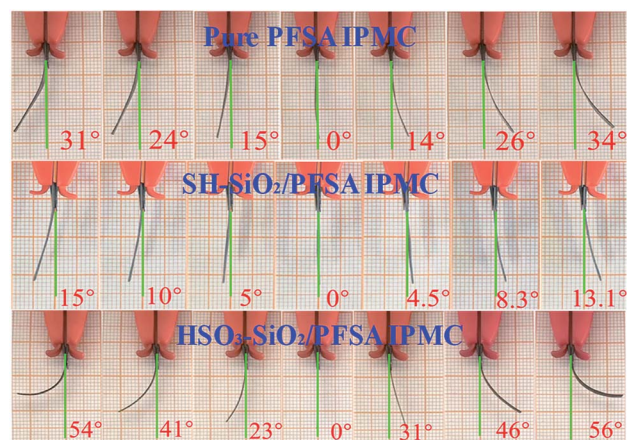 Pure PFSA IPMC
31° 24° 15° 0° 14° 26° 34°
SH-SiO₂/PFSA IPMC
15° 10° 5° 0° 4.5° 8.3° 13.1°
HSO₃-SiO₂/PFSA IPMC
54° 41° 23° 0° 31° 46° 56°